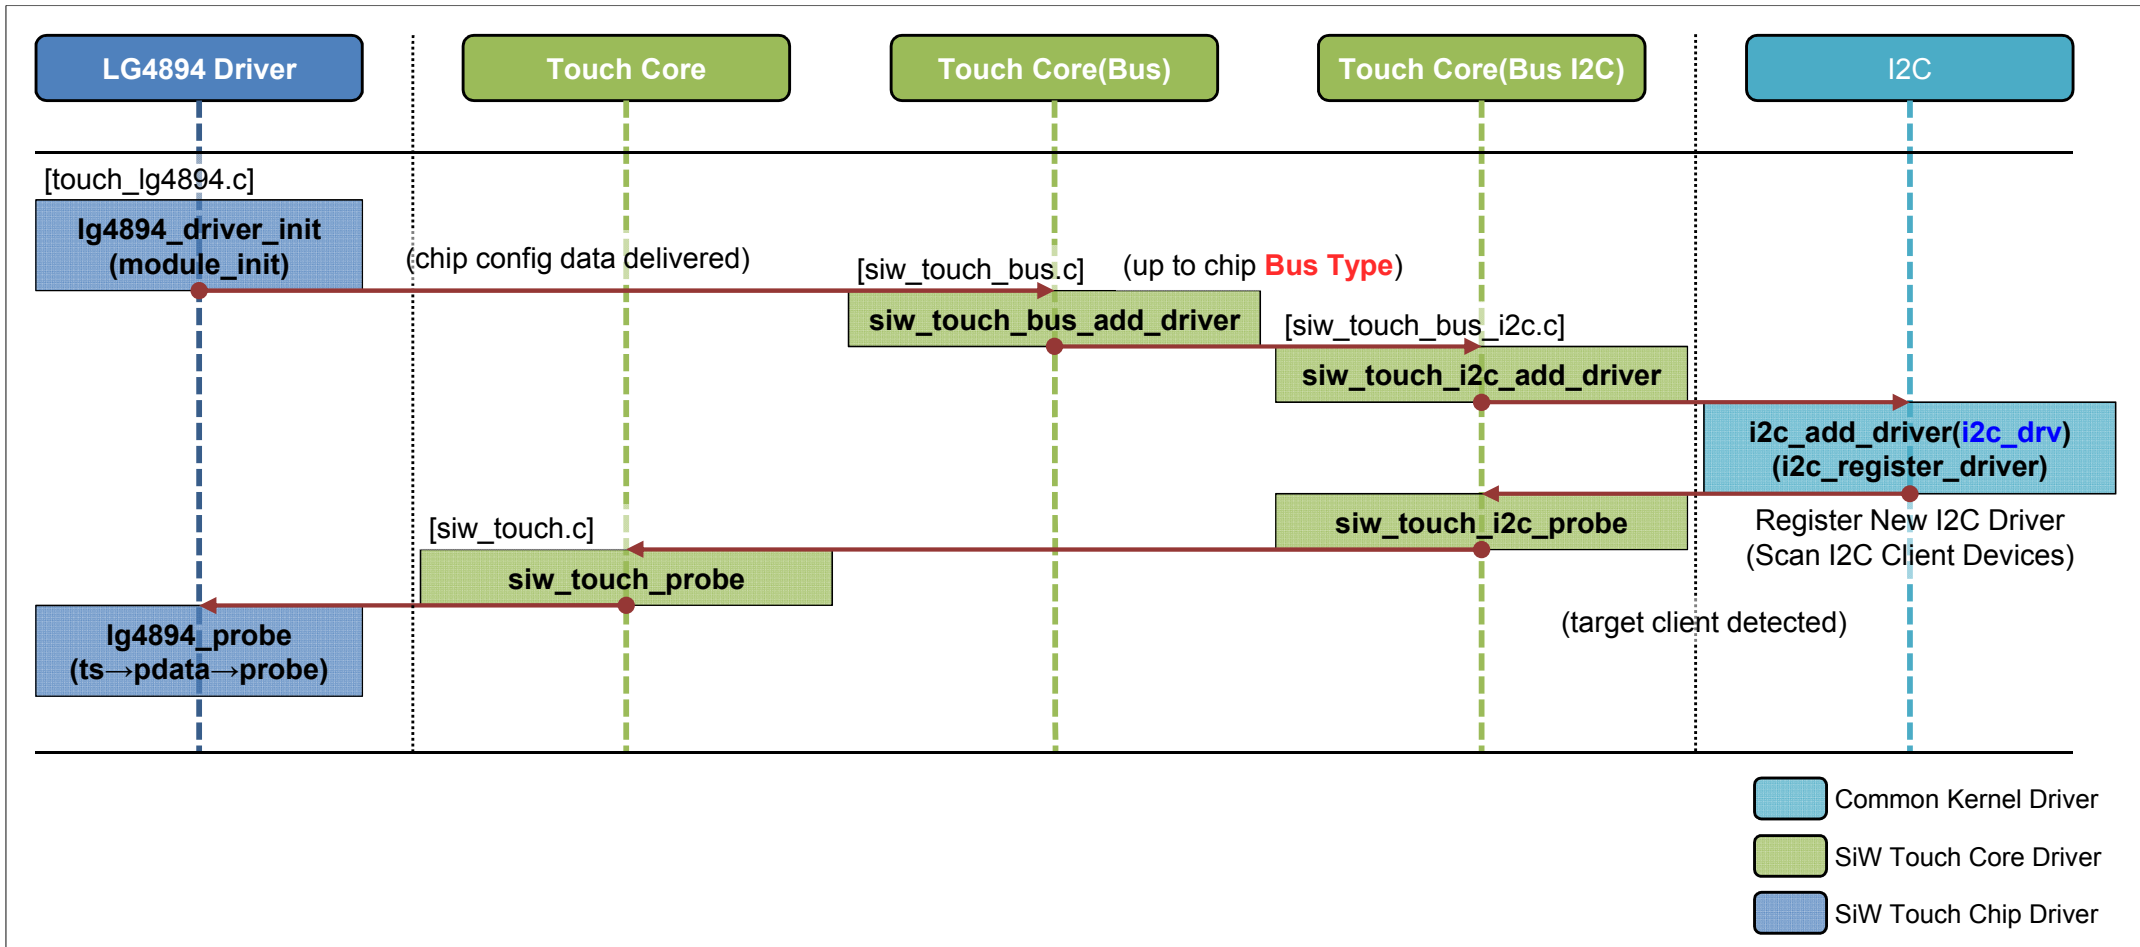 LG4894 Driver
Touch Core
Touch Core(Bus)
Touch Core(Bus I2C)
I2C
[touch_lg4894.c]
lg4894_driver_init
(module_init)
(chip config data delivered)
[siw_touch_bus.c]
(up to chip Bus Type)
siw_touch_bus_add_driver
[siw_touch_bus_i2c.c]
siw_touch_i2c_add_driver
i2c_add_driver(i2c_drv)
(i2c_register_driver)
siw_touch_i2c_probe
Register New I2C Driver
(Scan I2C Client Devices)
[siw_touch.c]
siw_touch_probe
(target client detected)
lg4894_probe
(ts→pdata→probe)
Common Kernel Driver
SiW Touch Core Driver
SiW Touch Chip Driver